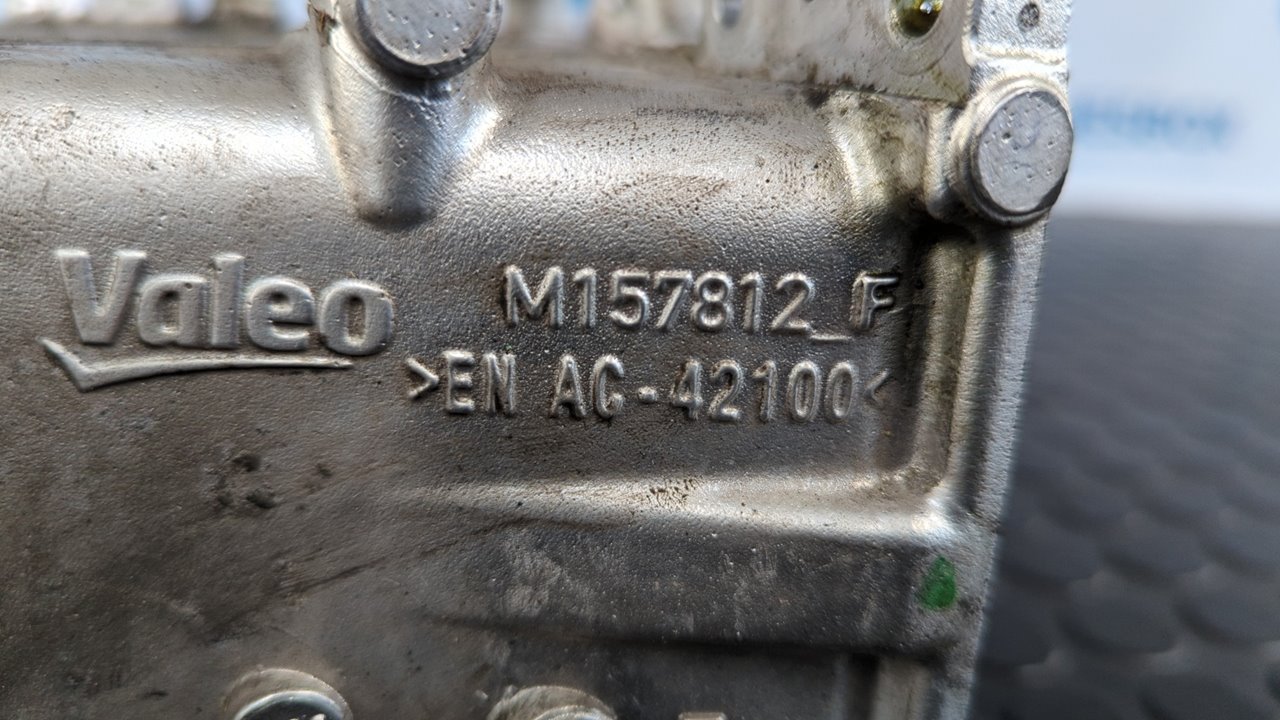 Valeo
M157812_F
>EN AC-42100<